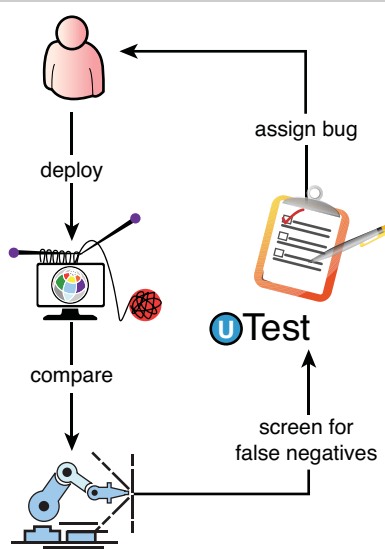 assign bug
deploy
UTest
compare
screen for
false negatives